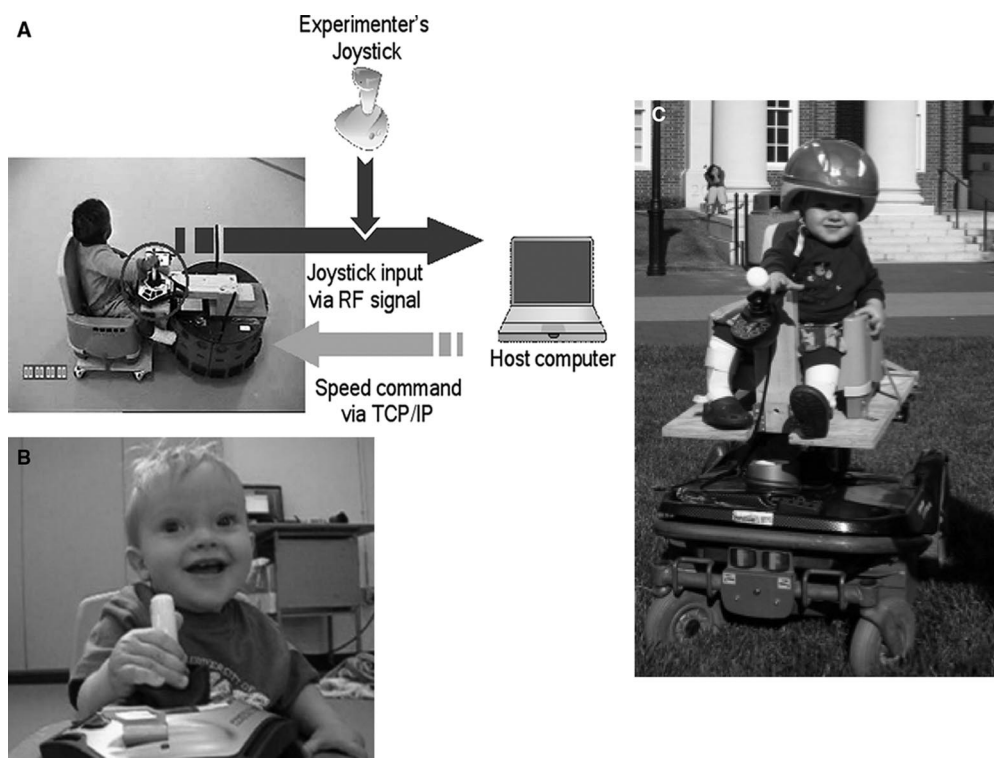 A
Experimenter's
Joystick
Joystick input
via RF signal
Host computer
Speed command
via TCP/IP
B
C